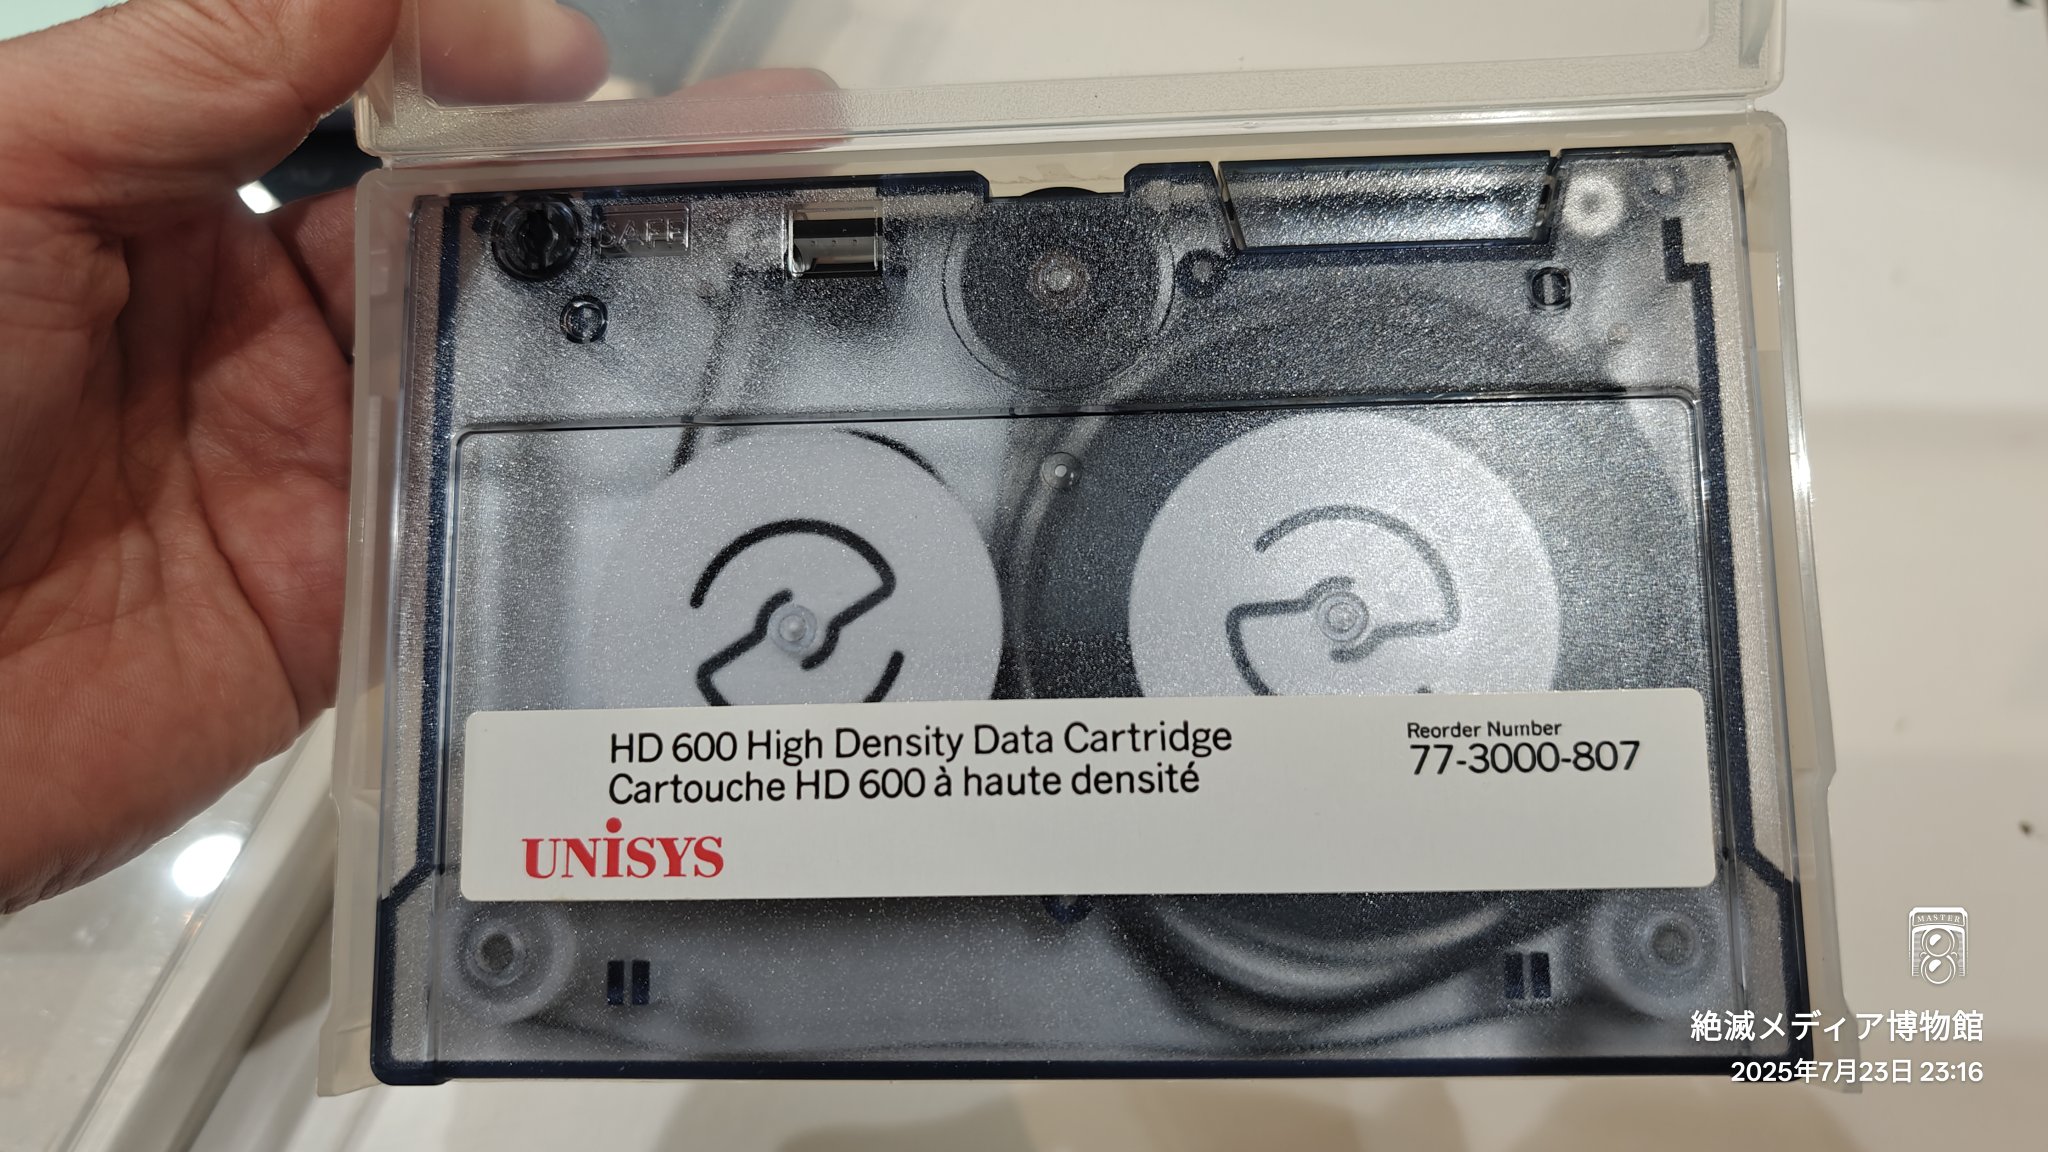 SAFE
HD 600 High Density Data Cartridge
Cartouche HD 600 à haute densité
Reorder Number
77-3000-807
UNiSYS
MASTER
絶滅メディア博物館
2025年7月23日 23:16